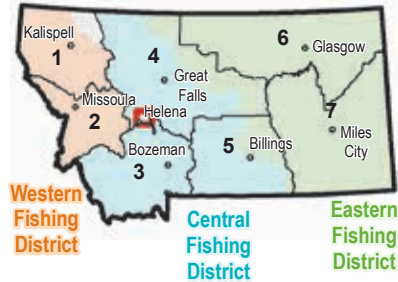 Kalispell
1
4
6
Glasgow
Great
Falls
Missoula
2
Helena
7
Miles
City
Bozeman
3
5
Billings
Western
Fishing
District
Central
Fishing
District
Eastern
Fishing
District